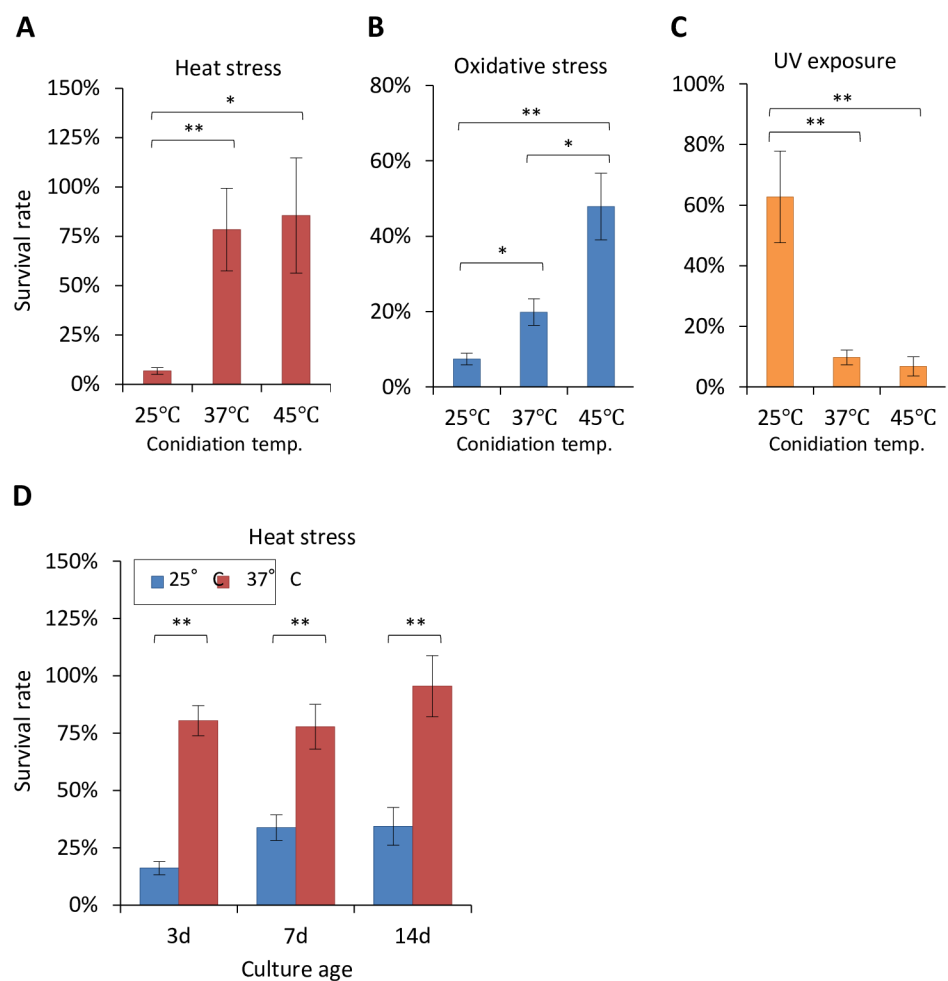 A
B
C
Heat stress
Oxidative stress
UV exposure
150%
125%
100%
75%
50%
25%
0%
Survival rate
*
**
25℃ 37℃ 45℃
Conidiation temp.
80%
60%
40%
20%
0%
**
*
*
25℃ 37℃ 45℃
Conidiation temp.
100%
80%
60%
40%
20%
0%
**
**
25℃ 37℃ 45℃
Conidiation temp.
D
Heat stress
150%
125%
100%
75%
50%
25%
0%
Survival rate
25° C 37° C
** ** **
3d 7d 14d
Culture age